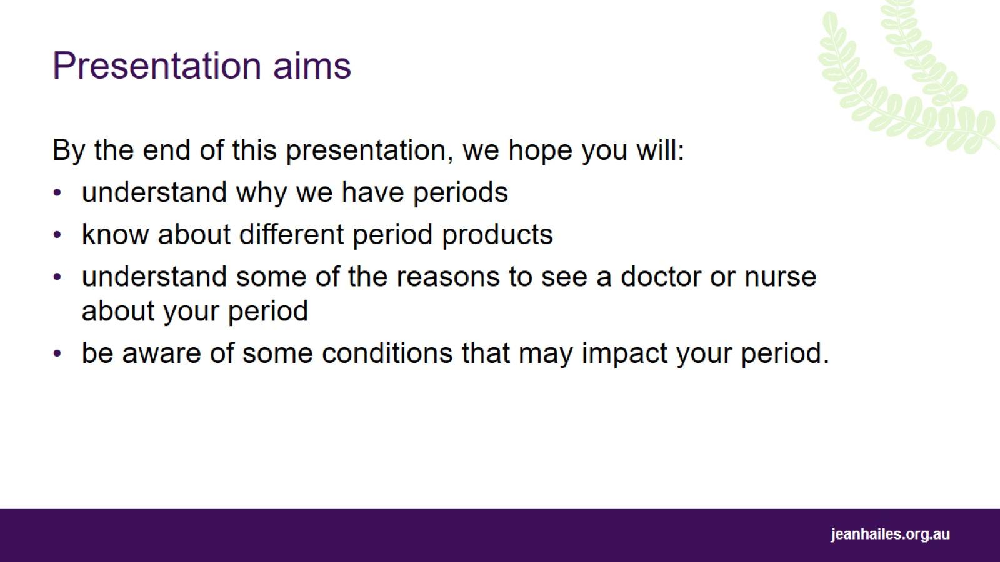 Presentation aims
By the end of this presentation, we hope you will:
• understand why we have periods
• know about different period products
• understand some of the reasons to see a doctor or nurse
about your period
• be aware of some conditions that may impact your period.
jeanhailes.org.au